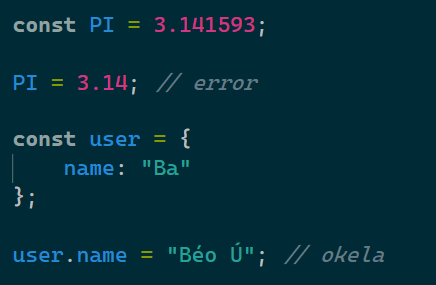 const PI = 3.141593;
PI = 3.14; // error
const user = {
name: "Ba"
};
user.name = "Béo Ú"; // okela